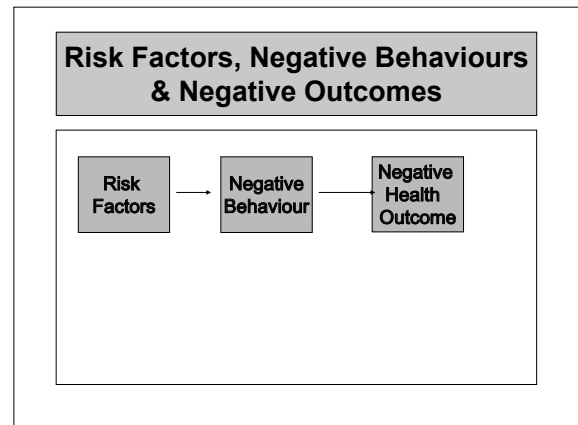 Risk Factors, Negative Behaviours
& Negative Outcomes
Risk
Factors
Negative
Behaviour
Negative
Health
Outcome